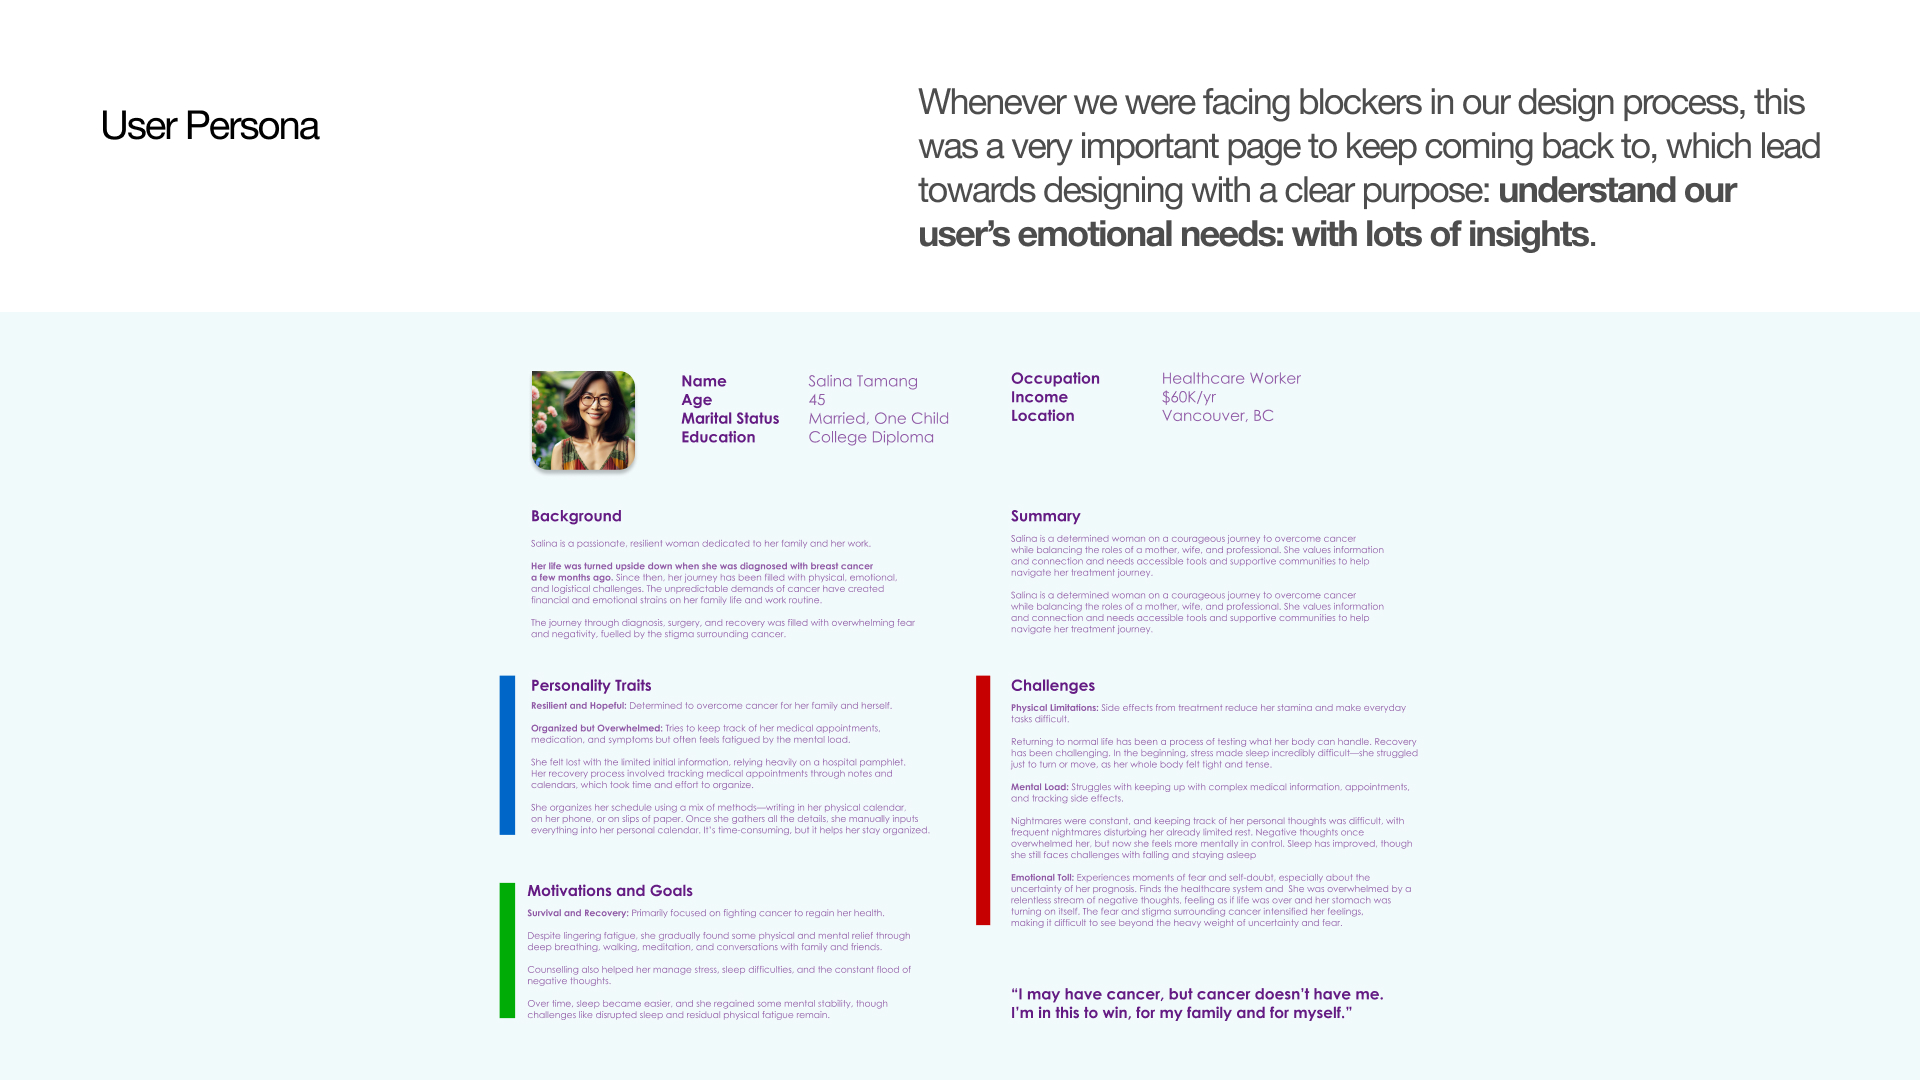 User Persona
Whenever we were facing blockers in our design process, this
was a very important page to keep coming back to, which lead
towards designing with a clear purpose: understand our
user’s emotional needs: with lots of insights.
Name Salina Tamang
Age 45
Marital Status Married, One Child
Education College Diploma
Occupation Healthcare Worker
Income $60K/yr
Location Vancouver, BC
Background
Salina is a passionate, resilient woman dedicated to her family and her work.
Her life was turned upside down when she was diagnosed with breast cancer
a few months ago. Since then, her journey has been filled with physical, emotional,
and logistical challenges. The unpredictable demands of cancer have created
financial and emotional strains on her family life and work routine.
The journey through diagnosis, surgery, and recovery was filled with overwhelming fear
and negativity, fuelled by the stigma surrounding cancer.
Summary
Salina is a determined woman on a courageous journey to overcome cancer
while balancing the roles of a mother, wife, and professional. She values information
and connection and needs accessible tools and supportive communities to help
navigate her treatment journey.
Salina is a determined woman on a courageous journey to overcome cancer
while balancing the roles of a mother, wife, and professional. She values information
and connection and needs accessible tools and supportive communities to help
navigate her treatment journey.
Personality Traits
Resilient and Hopeful: Determined to overcome cancer for her family and herself.
Organized but Overwhelmed: Tries to keep track of her medical appointments,
medication, and symptoms but often feels fatigued by the mental load.
She felt lost with the limited initial information, relying heavily on a hospital pamphlet.
Her recovery process involved tracking medical appointments through notes and
calendars, which took time and effort to organize.
She organizes her schedule using a mix of methods—writing in her physical calendar,
on her phone, or on slips of paper. Once she gathers all the details, she manually inputs
everything into her personal calendar. It’s time-consuming, but it helps her stay organized.
Motivations and Goals
Survival and Recovery: Primarily focused on fighting cancer to regain her health.
Despite lingering fatigue, she gradually found some physical and mental relief through
deep breathing, walking, meditation, and conversations with family and friends.
Counselling also helped her manage stress, sleep difficulties, and the constant flood of
negative thoughts.
Over time, sleep became easier, and she regained some mental stability, though
challenges like disrupted sleep and residual physical fatigue remain.
Challenges
Physical Limitations: Side effects from treatment reduce her stamina and make everyday
tasks difficult.
Returning to normal life has been a process of testing what her body can handle. Recovery
has been challenging. In the beginning, stress made sleep incredibly difficult—she struggled
just to turn or move, as her whole body felt tight and tense.
Mental Load: Struggles with keeping up with complex medical information, appointments,
and tracking side effects.
Nightmares were constant, and keeping track of her personal thoughts was difficult, with
frequent nightmares disturbing her already limited rest. Negative thoughts once
overwhelmed her, but now she feels more mentally in control. Sleep has improved, though
she still faces challenges with falling and staying asleep
Emotional Toll: Experiences moments of fear and self-doubt, especially about the
uncertainty of her prognosis. Finds the healthcare system and She was overwhelmed by a
relentless stream of negative thoughts, feeling as if life was over and her stomach was
turning on itself. The fear and stigma surrounding cancer intensified her feelings,
making it difficult to see beyond the heavy weight of uncertainty and fear.
“I may have cancer, but cancer doesn’t have me.
I’m in this to win, for my family and for myself.”